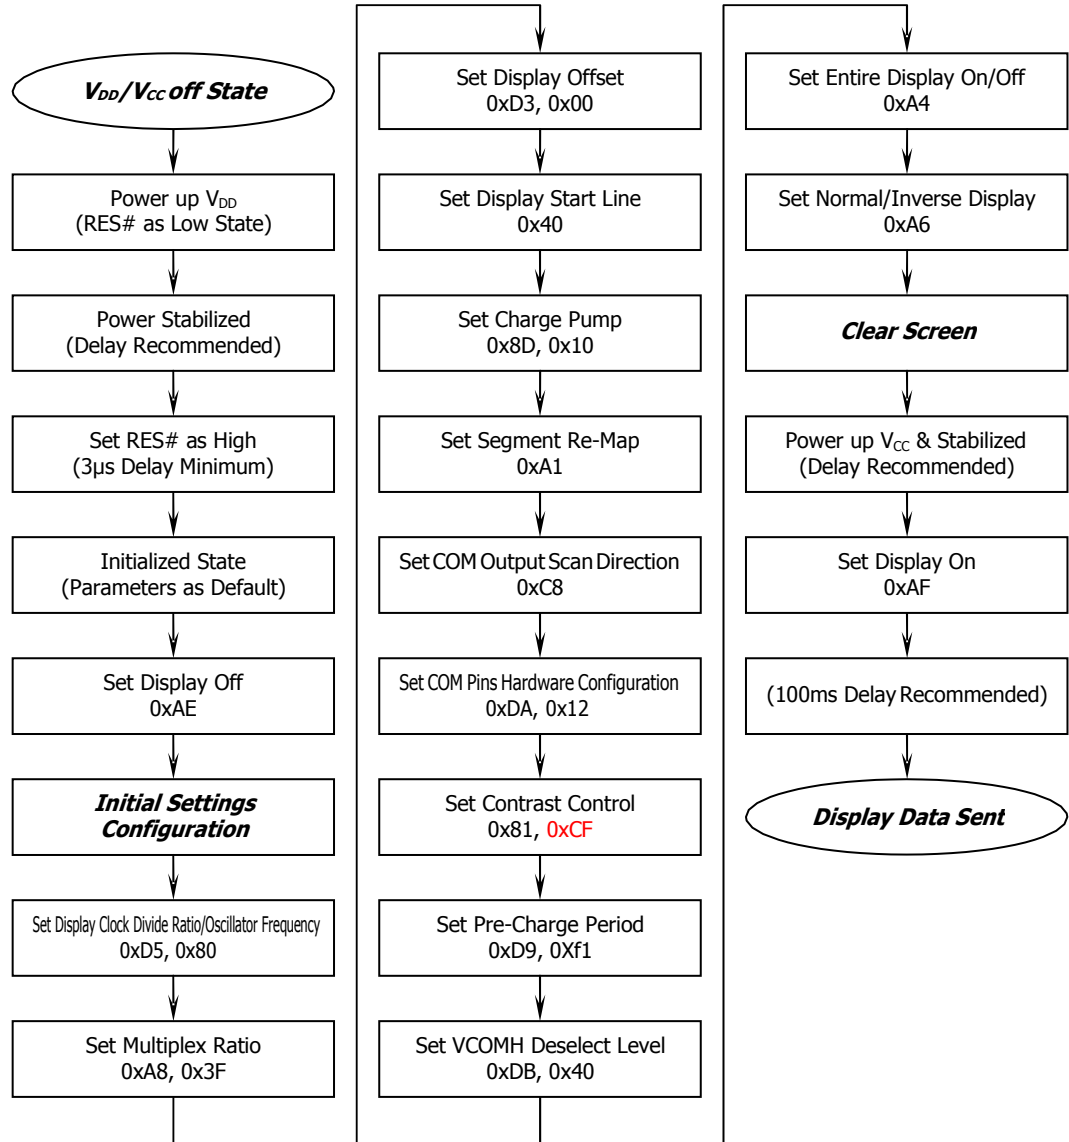 VDD/VCC off State
Power up VDD
(RES# as Low State)
Power Stabilized
(Delay Recommended)
Set RES# as High
(3μs Delay Minimum)
Initialized State
(Parameters as Default)
Set Display Off
0xAE
Initial Settings
Configuration
Set Display Clock Divide Ratio/Oscillator Frequency
0xD5, 0x80
Set Multiplex Ratio
0xA8, 0x3F
Set Display Offset
0xD3, 0x00
Set Display Start Line
0x40
Set Charge Pump
0x8D, 0x10
Set Segment Re-Map
0xA1
Set COM Output Scan Direction
0xC8
Set COM Pins Hardware Configuration
0xDA, 0x12
Set Contrast Control
0x81, 0xCF
Set Pre-Charge Period
0xD9, 0Xf1
Set VCOMH Deselect Level
0xDB, 0x40
Set Entire Display On/Off
0xA4
Set Normal/Inverse Display
0xA6
Clear Screen
Power up VCC & Stabilized
(Delay Recommended)
Set Display On
0xAF
(100ms Delay Recommended)
Display Data Sent